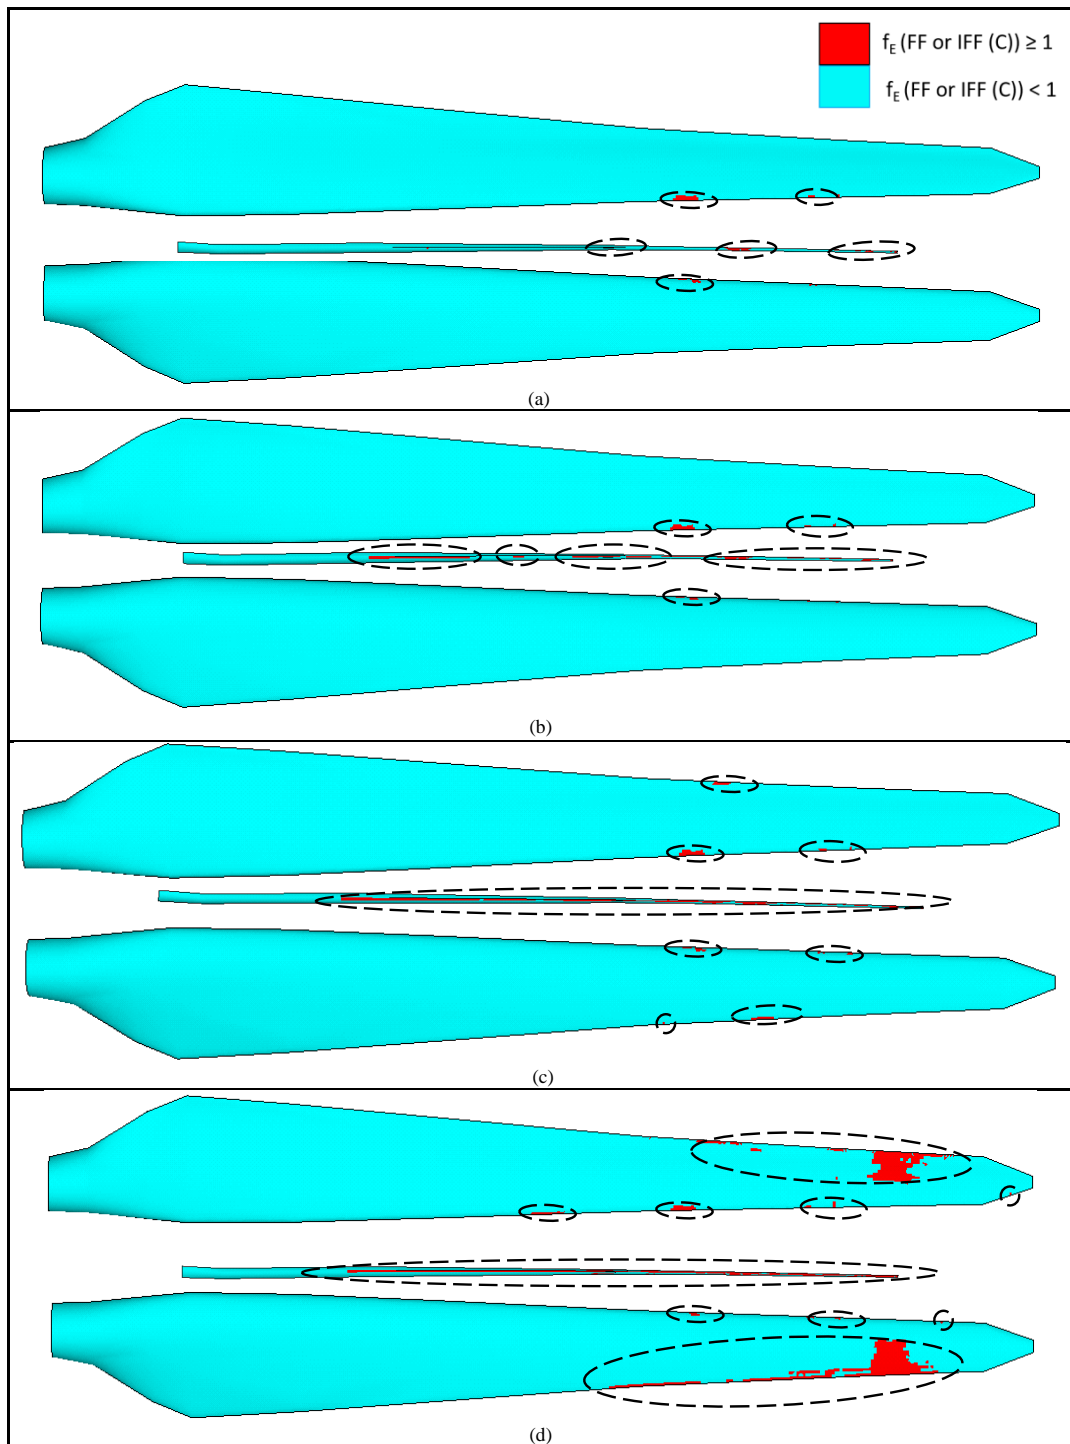 f_E (FF or IFF (C)) ≥ 1
f_E (FF or IFF (C)) < 1
(a)
(b)
(c)
(d)